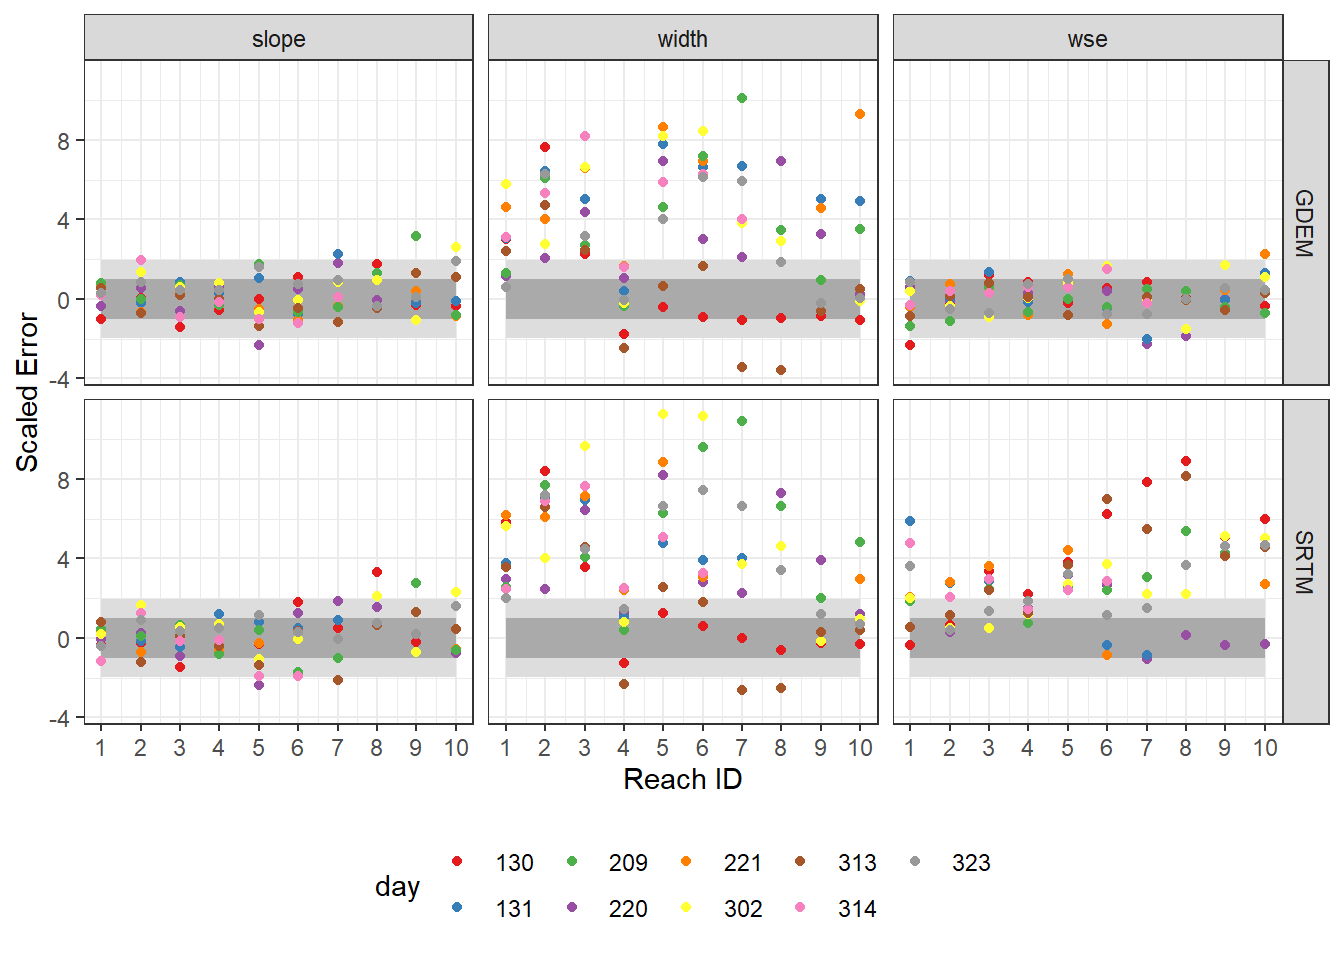 slope width wse
8
4
0
-4
GDEM
Scaled Error
8
4
0
-4
SRTM
1 2 3 4 5 6 7 8 9 10 1 2 3 4 5 6 7 8 9 10 1 2 3 4 5 6 7 8 9 10
Reach ID
day
130 209 221 313 323
131 220 302 314